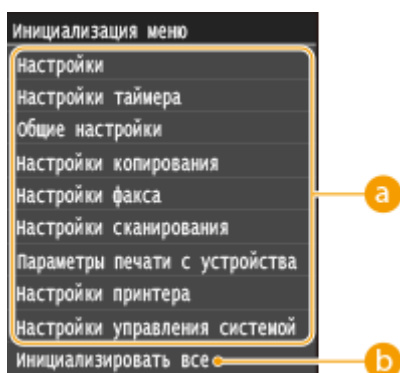 Инициализация меню
Настройки
Настройки таймера
Общие настройки
Настройки копирования
Настройки факса
Настройки сканирования
Параметры печати с устройства
Настройки принтера
Настройки управления системой
Инициализировать все
a
b